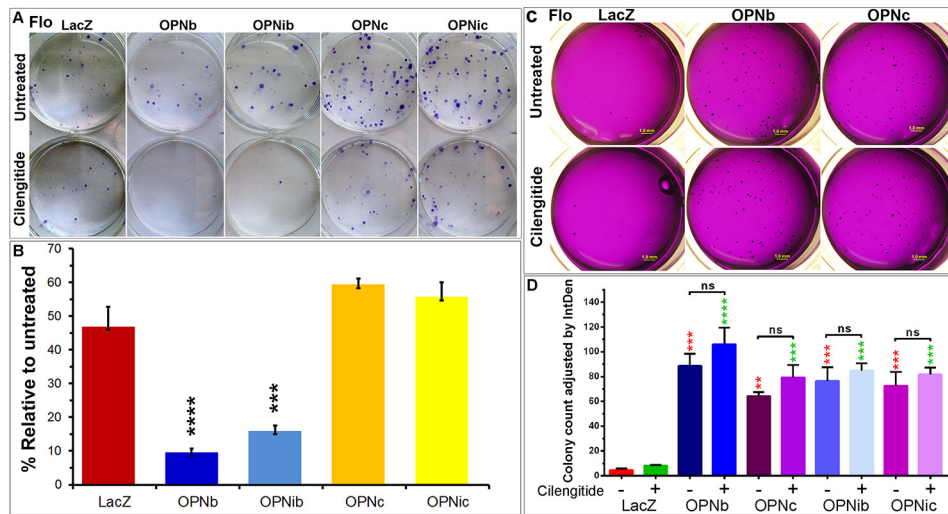 A Flo
LacZ OPNb OPNib OPNc OPNic
Untreated
Cilengitide
B
% Relative to untreated
70
60
50
40
30
20
10
0
**** ***
LacZ OPNb OPNib OPNc OPNic
C Flo LacZ OPNb OPNc
Untreated
1.0 mm 1.0 mm 1.0 mm
Cilengitide
1.0 mm 1.0 mm 1.0 mm
D
Colony count adjusted by IntDen
140
120
100
80
60
40
20
0
ns ns ns ns
*** **** ** *** *** *** *** ***
Cilengitide - + - + - + - + - +
LacZ OPNb OPNc OPNib OPNic